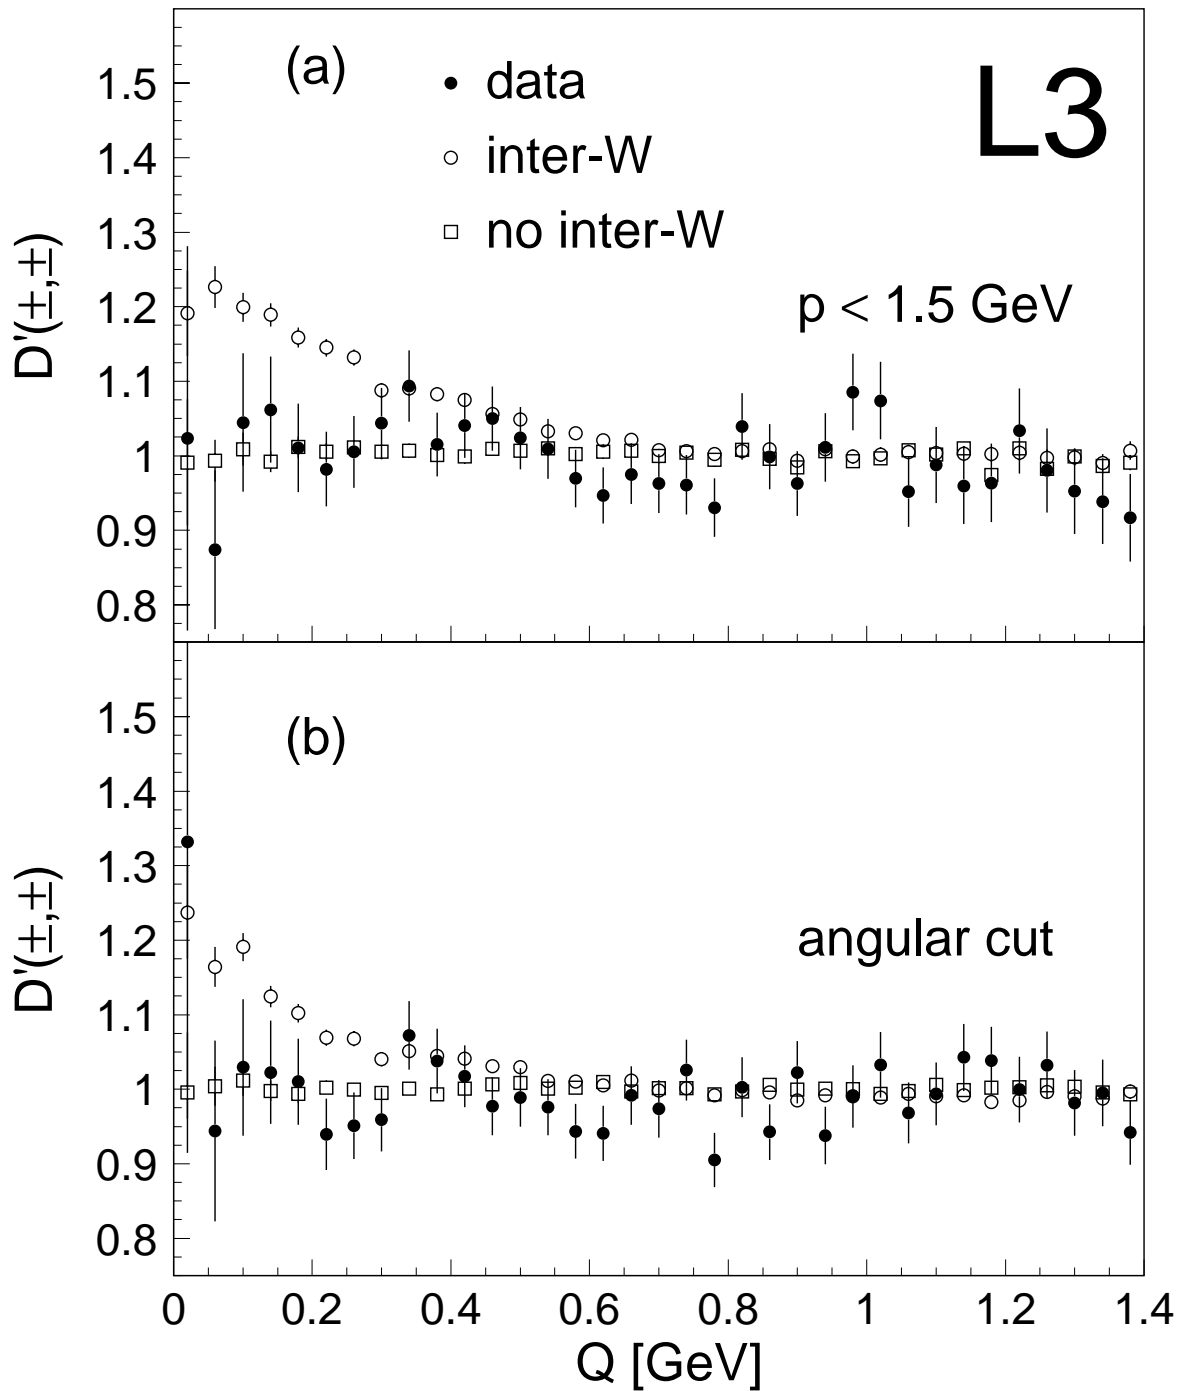 (a)
data
inter-W
no inter-W
L3
p < 1.5 GeV
D'(±,±)
1.5
1.4
1.3
1.2
1.1
1
0.9
0.8
(b)
angular cut
D'(±,±)
1.5
1.4
1.3
1.2
1.1
1
0.9
0.8
0 0.2 0.4 0.6 0.8 1 1.2 1.4
Q [GeV]